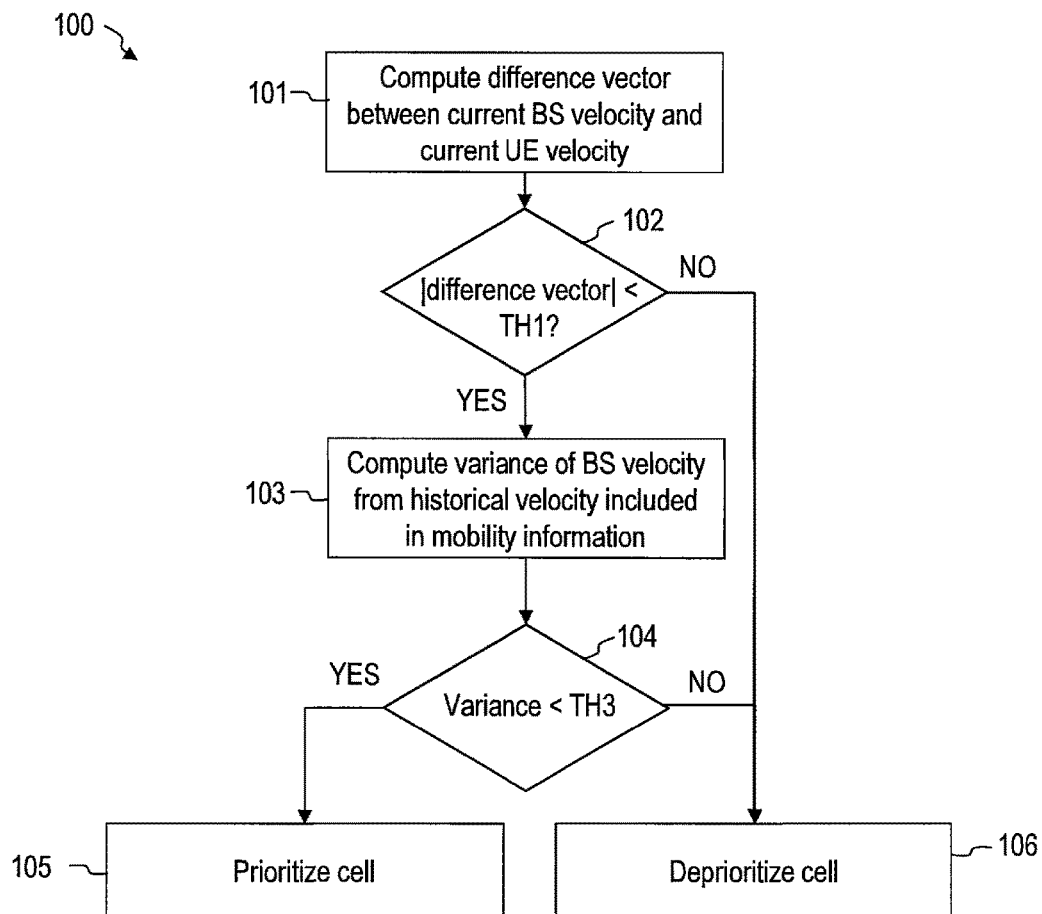 100
101
Compute difference vector
between current BS velocity and
current UE velocity
102
|difference vector| <
TH1?
NO
YES
103
Compute variance of BS velocity
from historical velocity included
in mobility information
104
YES
Variance < TH3
NO
105
Prioritize cell
Deprioritize cell
106